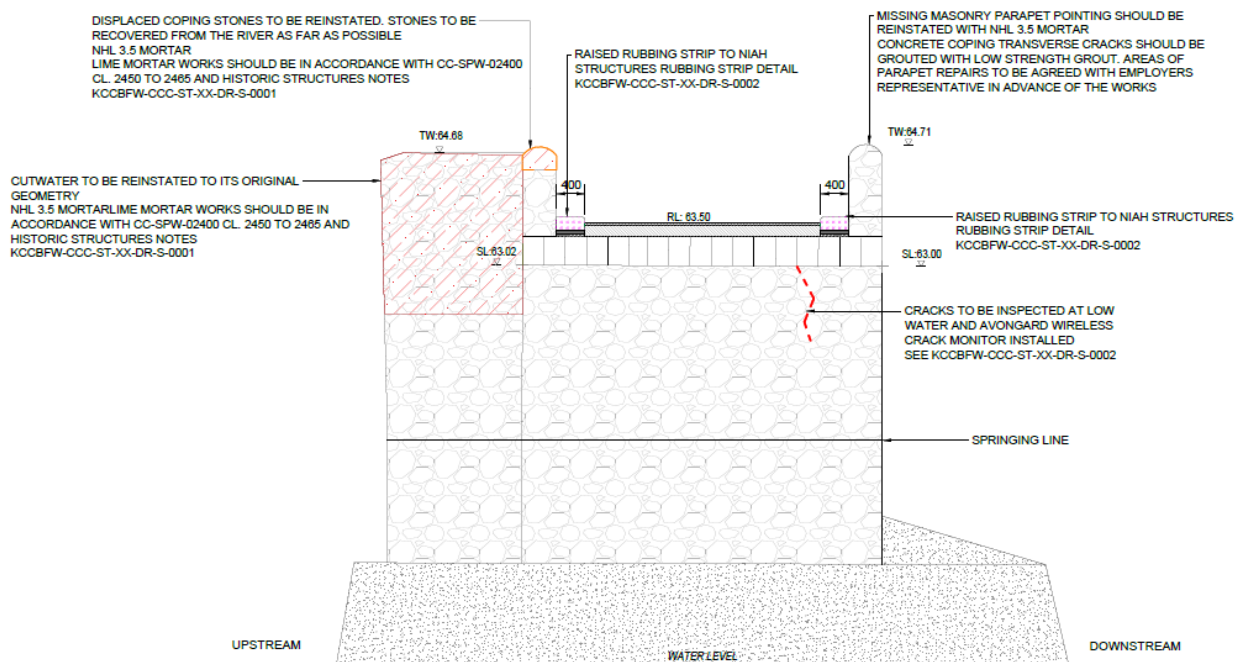 DISPLACED COPING STONES TO BE REINSTATED. STONES TO BE
RECOVERED FROM THE RIVER AS FAR AS POSSIBLE
NHL 3.5 MORTAR
LIME MORTAR WORKS SHOULD BE IN ACCORDANCE WITH CC-SPW-02400
CL. 2450 TO 2465 AND HISTORIC STRUCTURES NOTES
KCCBFW-CCC-ST-XX-DR-S-0001
RAISED RUBBING STRIP TO NIAH
STRUCTURES RUBBING STRIP DETAIL
KCCBFW-CCC-ST-XX-DR-S-0002
MISSING MASONRY PARAPET POINTING SHOULD BE
REINSTATED WITH NHL 3.5 MORTAR
CONCRETE COPING TRANSVERSE CRACKS SHOULD BE
GROUTED WITH LOW STRENGTH GROUT. AREAS OF
PARAPET REPAIRS TO BE AGREED WITH EMPLOYERS
REPRESENTATIVE IN ADVANCE OF THE WORKS
TW:64.68
TW:64.71
CUTWATER TO BE REINSTATED TO ITS ORIGINAL
GEOMETRY
NHL 3.5 MORTARLIME MORTAR WORKS SHOULD BE IN
ACCORDANCE WITH CC-SPW-02400 CL. 2450 TO 2465 AND
HISTORIC STRUCTURES NOTES
KCCBFW-CCC-ST-XX-DR-S-0001
400
400
RL: 63.50
RAISED RUBBING STRIP TO NIAH STRUCTURES
RUBBING STRIP DETAIL
KCCBFW-CCC-ST-XX-DR-S-0002
SL:63.02
SL:63.00
CRACKS TO BE INSPECTED AT LOW
WATER AND AVONGARD WIRELESS
CRACK MONITOR INSTALLED
SEE KCCBFW-CCC-ST-XX-DR-S-0002
SPRINGING LINE
UPSTREAM
WATER LEVEL
DOWNSTREAM